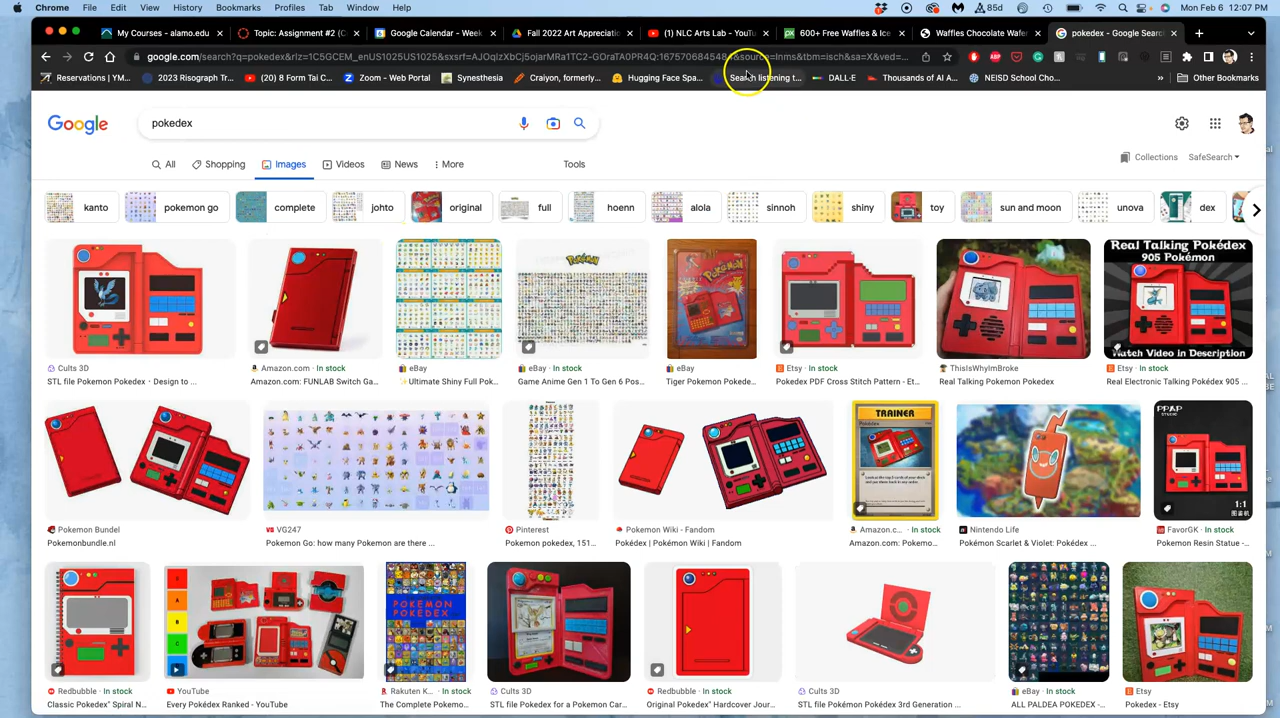 Chrome File Edit View History Bookmarks Profiles Tab Window Help 85d Mon Feb 6 12:07 PM
My Courses - alamo.edu Topic: Assignment #2 (C Google Calendar - Week Fall 2022 Art Appreciatio (1) NLC Arts Lab - YouTu 600+ Free Waffles & Ice Waffles Chocolate Wafer pokedex - Google Search
Reservations | YM... 2023 Risograph Tr... (20) 8 Form Tai C... Zoom - Web Portal Synesthesia Craiyon, formerly... Hugging Face Spa... Search listening t... DALL·E Thousands of AI A... NEISD School Ho... » Other Bookmarks
Google pokedex
All Shopping Images Videos News More Tools Collections SafeSearch
kanto pokemon go complete johto original full hoenn alola sinnoh shiny toy sun and moon unova dex
Real Talking Pokédex
905 Pokémon
Watch Video in Description
Cults 3D Amazon.com · In stock eBay eBay · In stock eBay Etsy · In stock ThisIsWhyImBroke Etsy · In stock
STL file Pokemon Pokedex・Design to ... Amazon.com: FUNLAB Switch Ga... ✨Ultimate Shiny Full Pok... Game Anime Gen 1 To Gen 6 Pos... Tiger Pokemon Pokede... Pokedex PDF Cross Stitch Pattern - Et... Real Talking Pokemon Pokedex Real Electronic Talking Pokédex 905 ...
TRAINER
Pokédex
PPAP
STUDIO
1:1
Pokemon Bundel VG247 Pinterest Pokemon Wiki - Fandom Amazon.c... · In stock Nintendo Life FavorGK · In stock
Pokemonbundle.nl Pokemon Go: how many Pokemon are there ... Pokemon pokedex, 151... Pokédex | Pokémon Wiki | Fandom Amazon.com: Pokemo... Pokémon Scarlet & Violet: Pokédex ... Pokemon Resin Statue -...
POKEMON
POKÉDEX
Redbubble · In stock YouTube Rakuten K... · In stock Cults 3D Redbubble · In stock Cults 3D eBay · In stock Etsy
Classic Pokedex" Spiral N... Every Pokédex Ranked - YouTube The Complete Pokemon... STL file Pokedex for a Pokemon Car... Original Pokedex" Hardcover Jour... STL file Pokémon Pokedex 3rd Generation ... ALL PALDEA POKEDEX -... Pokedex - Etsy